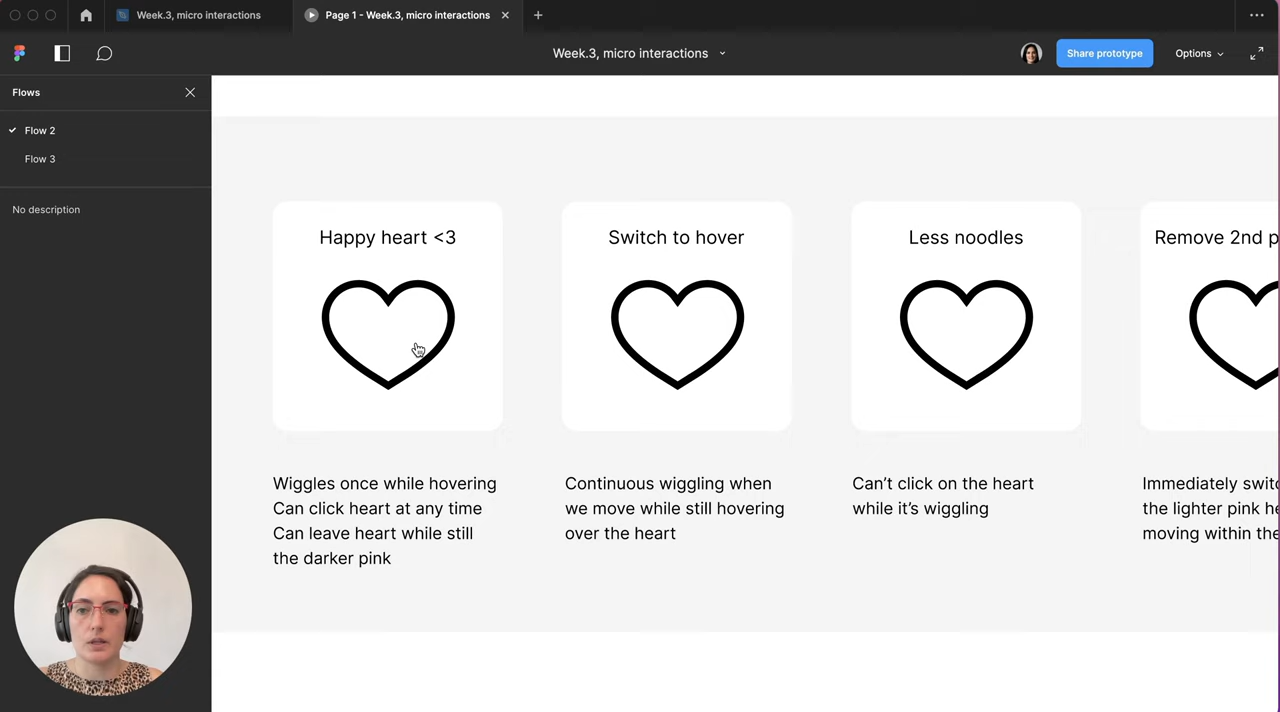 Week.3, micro interactions
Page 1 - Week.3, micro interactions
Week.3, micro interactions
Share prototype
Options
Flows
Flow 2
Flow 3
No description
Happy heart <3
Switch to hover
Less noodles
Remove 2nd p
Wiggles once while hovering
Can click heart at any time
Can leave heart while still
the darker pink
Continuous wiggling when
we move while still hovering
over the heart
Can't click on the heart
while it's wiggling
Immediately switc
the lighter pink he
moving within the